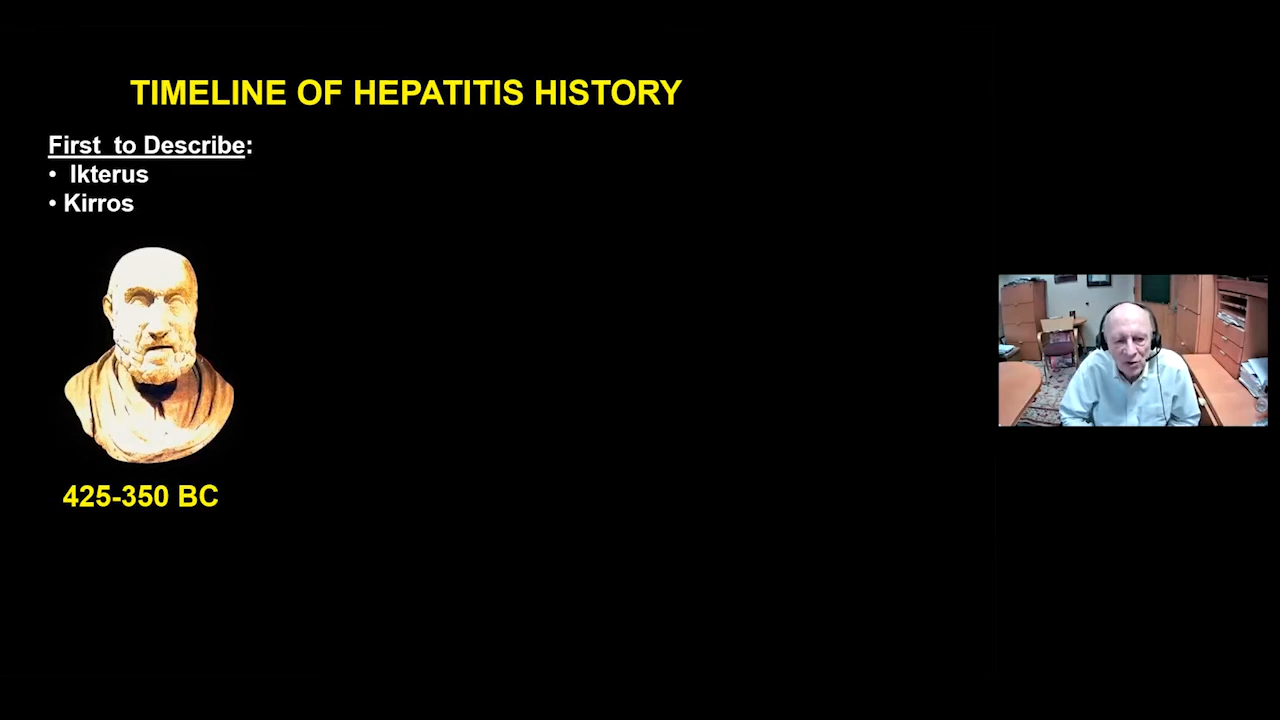 TIMELINE OF HEPATITIS HISTORY
First  to Describe:
•  Ikterus
• Kirros
425-350 BC